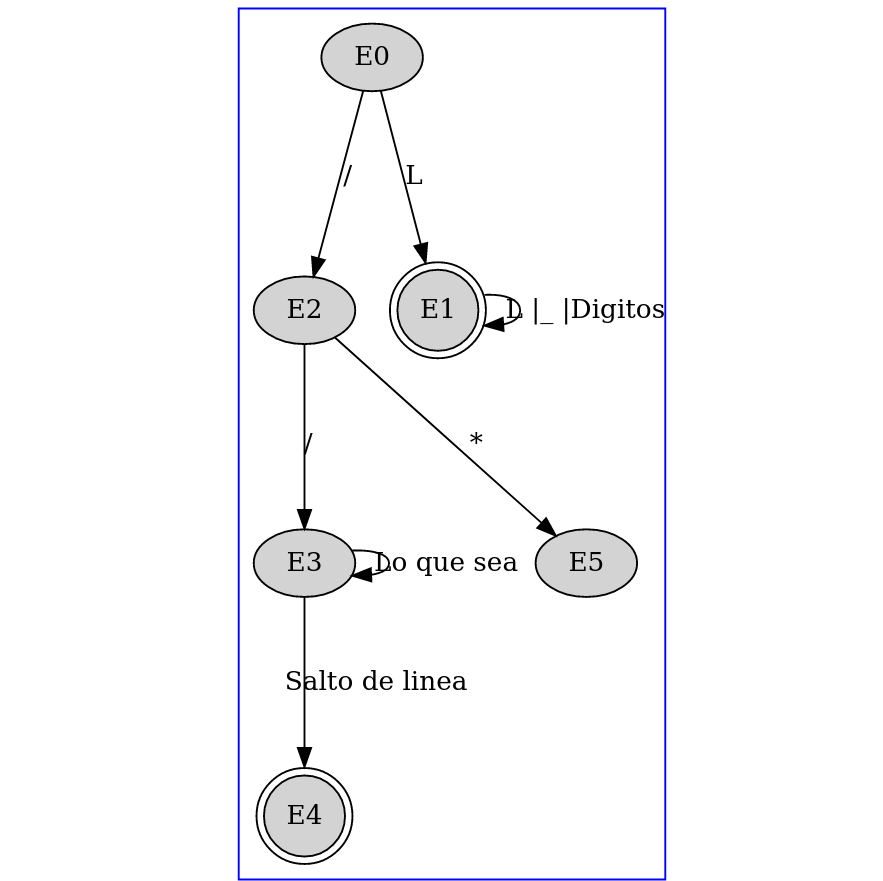 E0
/
L
E2
E1
L |_ |Digitos
/
*
E3
Lo que sea
E5
Salto de linea
E4